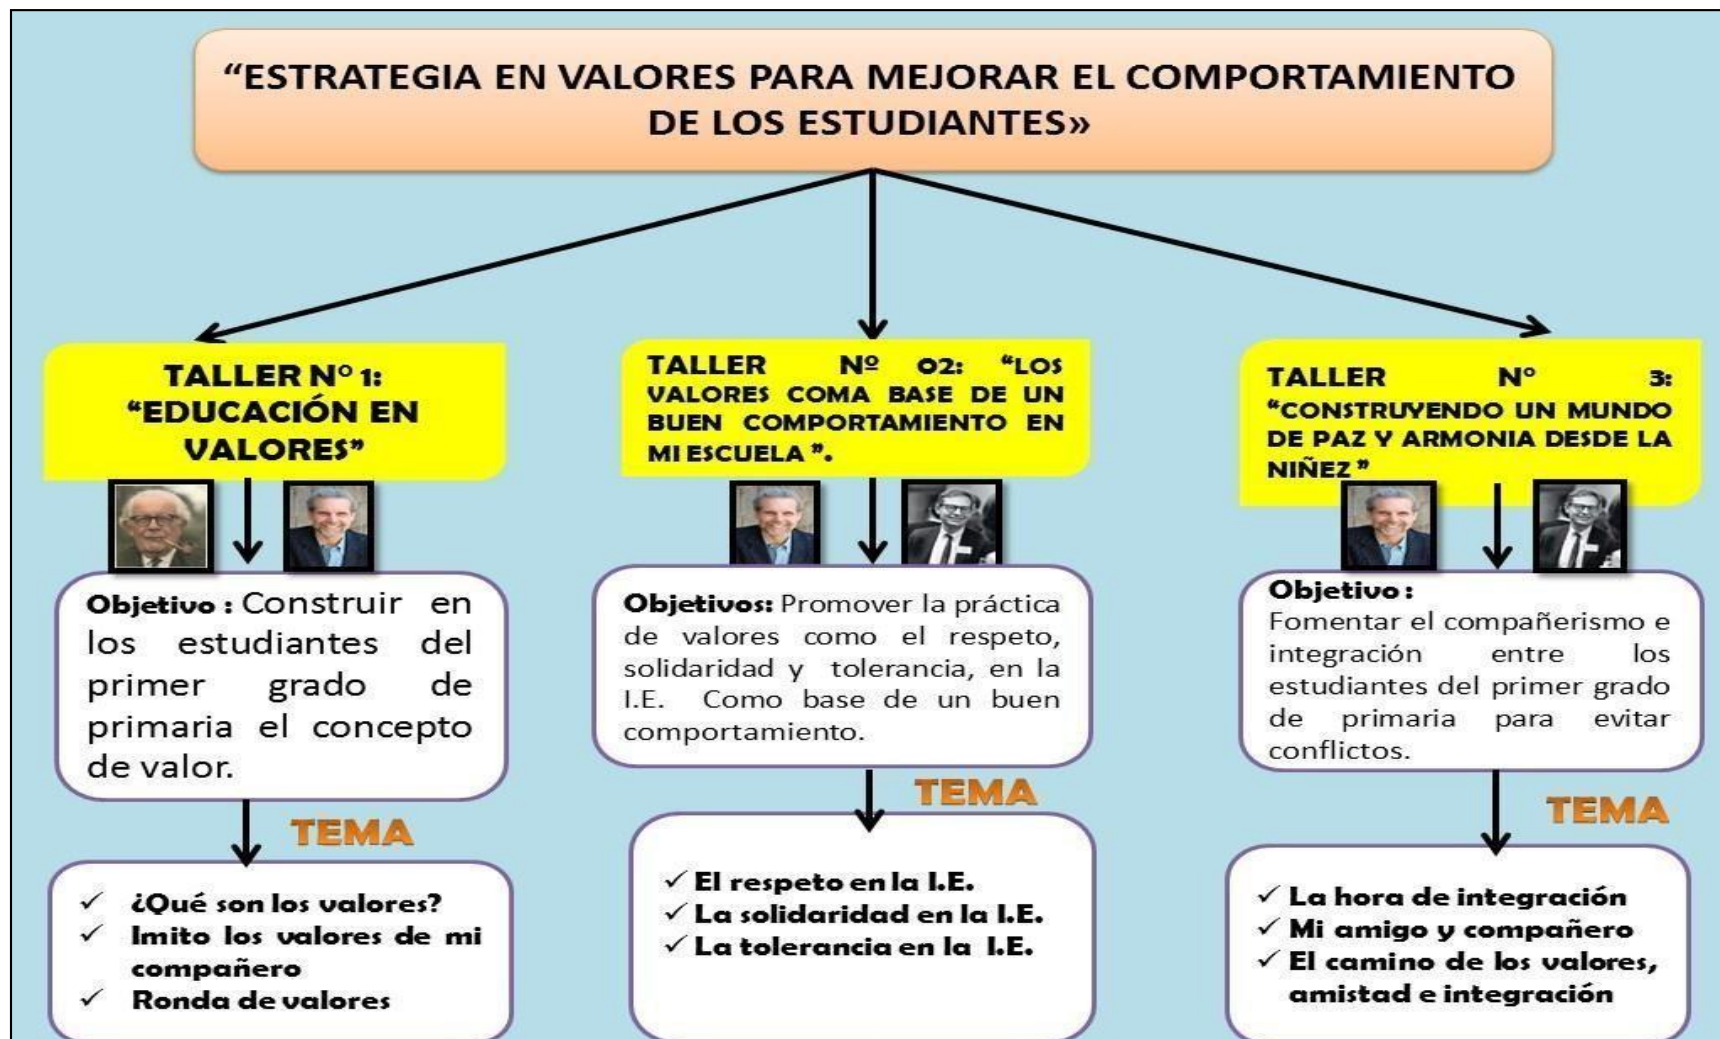 “ESTRATEGIA EN VALORES PARA MEJORAR EL COMPORTAMIENTO
DE LOS ESTUDIANTES»
TALLER N° 1:
“EDUCACIÓN EN
VALORES”
Objetivo : Construir en
los estudiantes del
primer grado de
primaria el concepto
de valor.
TEMA
✓ ¿Qué son los valores?
✓ Imito los valores de mi
compañero
✓ Ronda de valores
TALLER Nº 02: “LOS
VALORES COMA BASE DE UN
BUEN COMPORTAMIENTO EN
MI ESCUELA ”.
Objetivos: Promover la práctica
de valores como el respeto,
solidaridad y tolerancia, en la
I.E. Como base de un buen
comportamiento.
TEMA
✓ El respeto en la I.E.
✓ La solidaridad en la I.E.
✓ La tolerancia en la I.E.
TALLER N° 3:
“CONSTRUYENDO UN MUNDO
DE PAZ Y ARMONIA DESDE LA
NIÑEZ ”
Objetivo :
Fomentar el compañerismo e
integración entre los
estudiantes del primer grado
de primaria para evitar
conflictos.
TEMA
✓ La hora de integración
✓ Mi amigo y compañero
✓ El camino de los valores,
amistad e integración